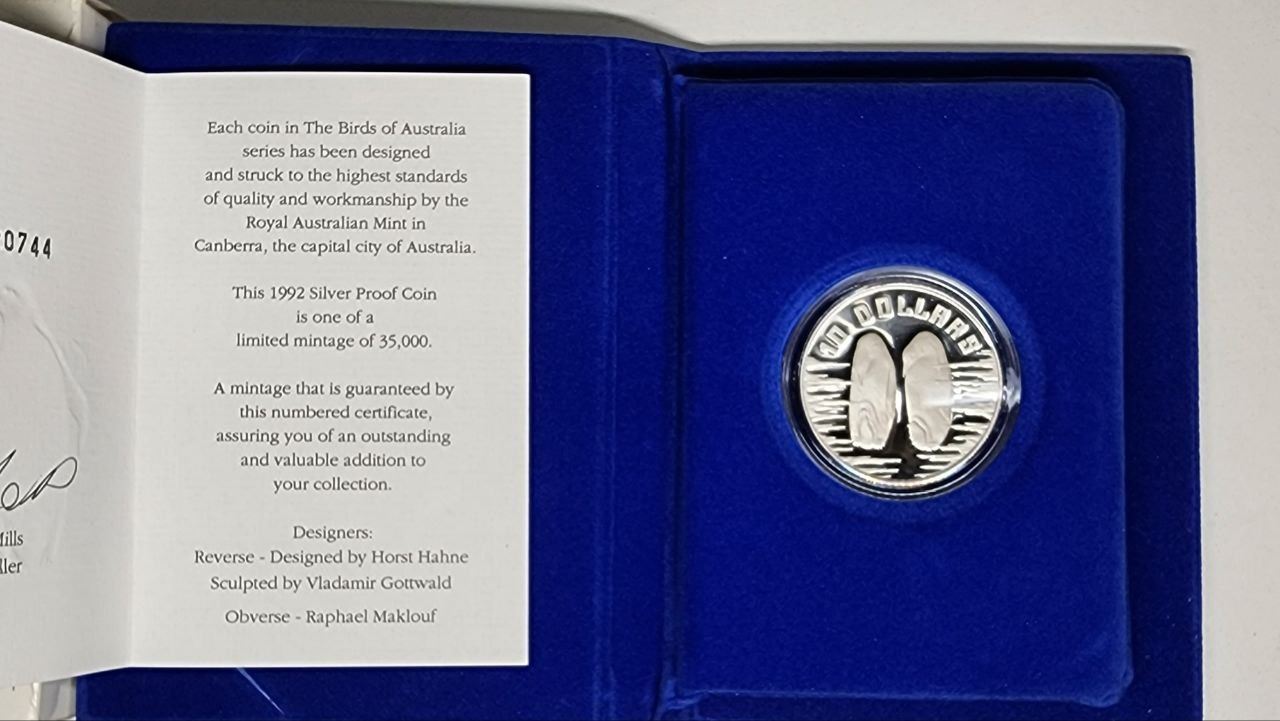 0744
Each coin in The Birds of Australia
series has been designed
and struck to the highest standards
of quality and workmanship by the
Royal Australian Mint in
Canberra, the capital city of Australia.
This 1992 Silver Proof Coin
is one of a
limited mintage of 35,000.
A mintage that is guaranteed by
this numbered certificate,
assuring you of an outstanding
and valuable addition to
your collection.
Designers:
Reverse - Designed by Horst Hahne
Sculpted by Vladamir Gottwald
Obverse - Raphael Maklouf
10 DOLLARS